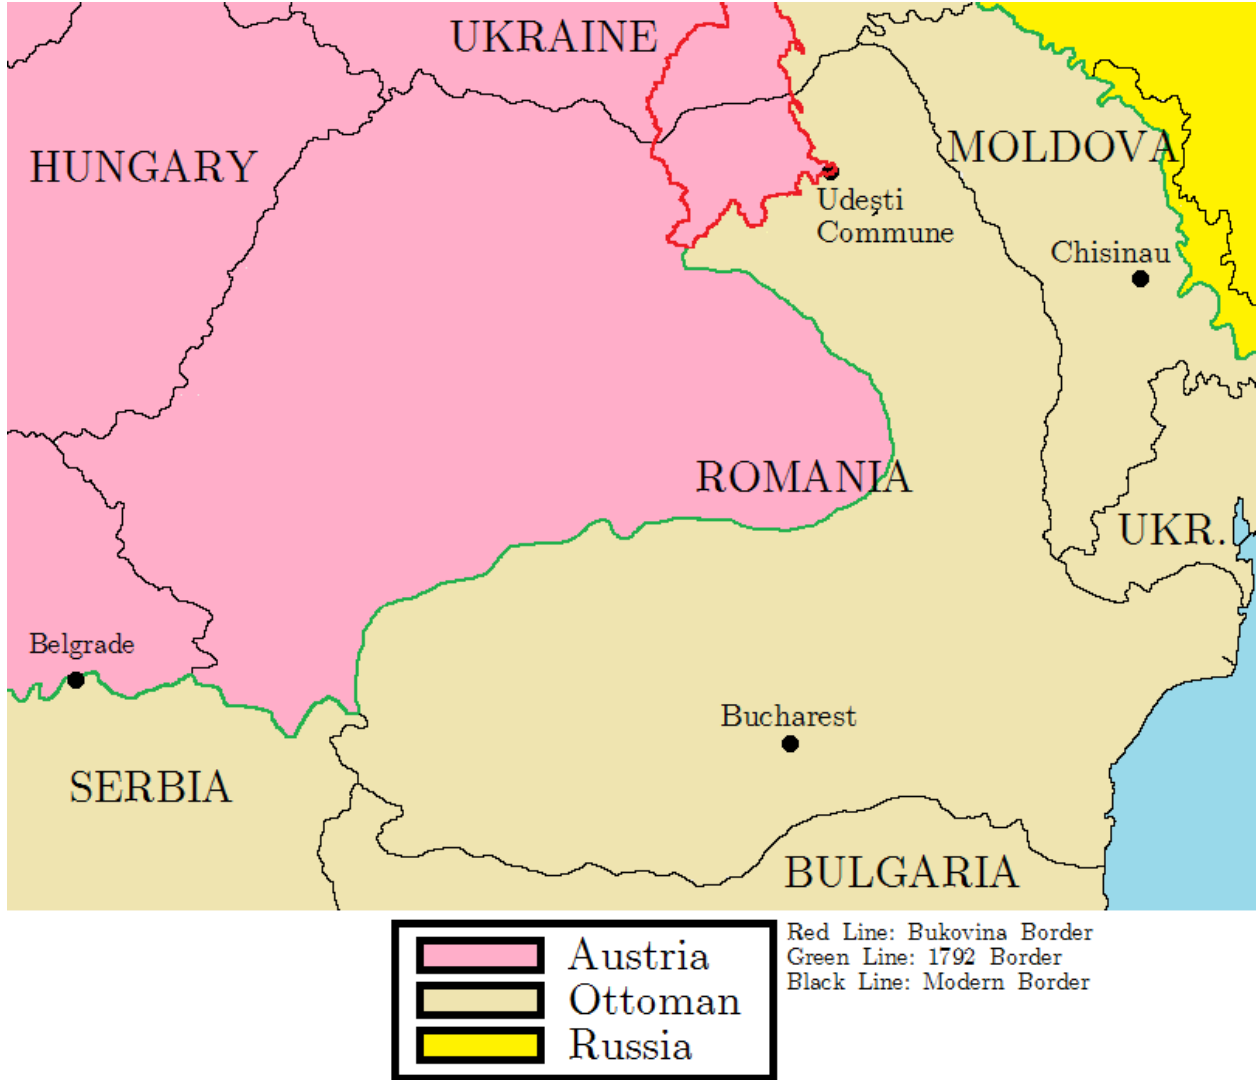 UKRAINE
HUNGARY
MOLDOVA
Udeşti
Commune
Chisinau
ROMANIA
UKR.
Belgrade
Bucharest
SERBIA
BULGARIA
Austria
Ottoman
Russia
Red Line: Bukovina Border
Green Line: 1792 Border
Black Line: Modern Border